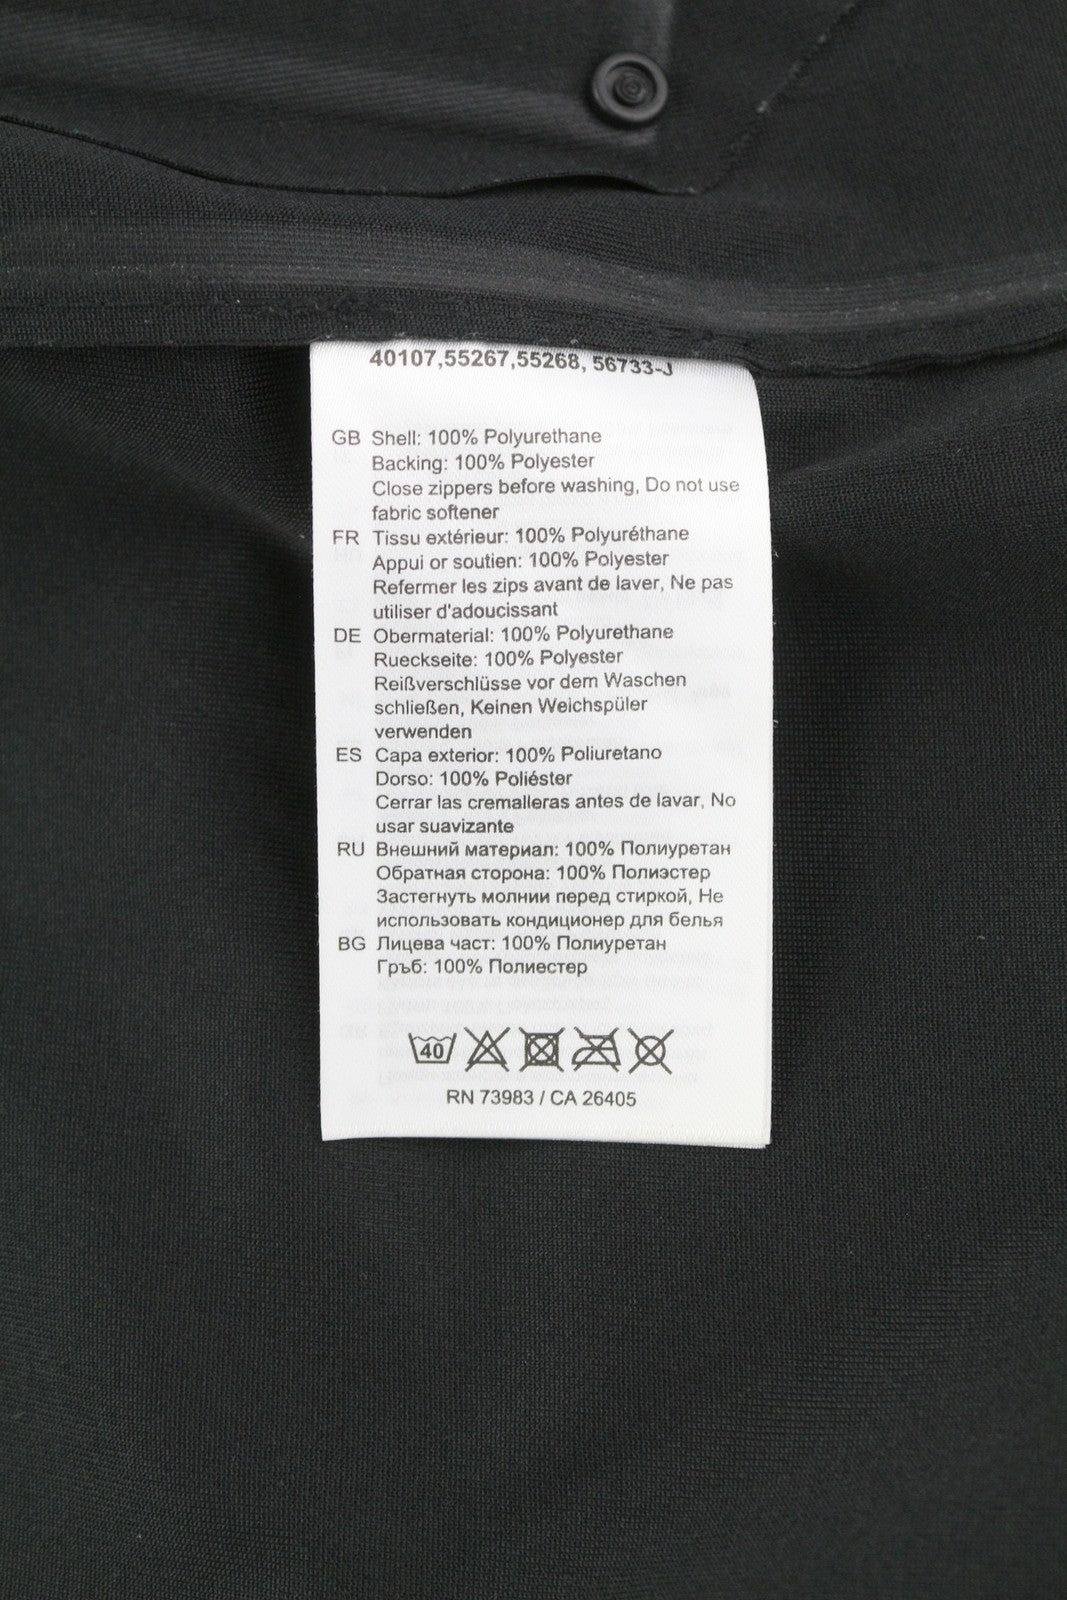 40107,55267,55268, 56733-J
GB Shell: 100% Polyurethane
Backing: 100% Polyester
Close zippers before washing, Do not use
fabric softener
FR Tissu extérieur: 100% Polyuréthane
Appui or soutien: 100% Polyester
Refermer les zips avant de laver, Ne pas
utiliser d'adoucissant
DE Obermaterial: 100% Polyurethane
Rueckseite: 100% Polyester
Reißverschlüsse vor dem Waschen
schließen, Keinen Weichspüler
verwenden
ES Capa exterior: 100% Poliuretano
Dorso: 100% Poliéster
Cerrar las cremalleras antes de lavar, No
usar suavizante
RU Внешний материал: 100% Полиуретан
Обратная сторона: 100% Полиэстер
Застегнуть молнии перед стиркой, Не
использовать кондиционер для белья
BG Лицева част: 100% Полиуретан
Гръб: 100% Полиестер
40
RN 73983 / CA 26405